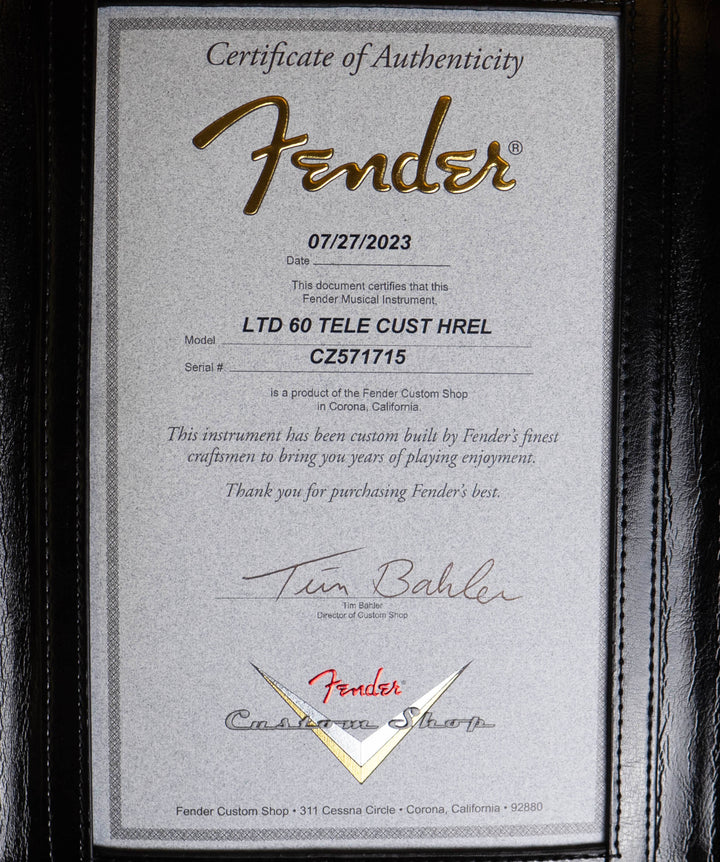 Certificate of Authenticity
Fender®
07/27/2023
Date
This document certifies that this
Fender Musical Instrument,
LTD 60 TELE CUST HREL
Model
CZ571715
Serial #
is a product of the Fender Custom Shop
in Corona, California.
This instrument has been custom built by Fender's finest
craftsmen to bring you years of playing enjoyment.
Thank you for purchasing Fender's best.
Tim Bahler
Tim Bahler
Director of Custom Shop
Fender®
Custom Shop
Fender Custom Shop • 311 Cessna Circle • Corona, California • 92880